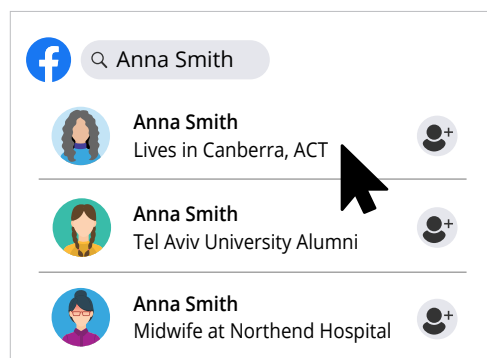 Anna Smith
Anna Smith
Lives in Canberra, ACT
Anna Smith
Tel Aviv University Alumni
Anna Smith
Midwife at Northend Hospital